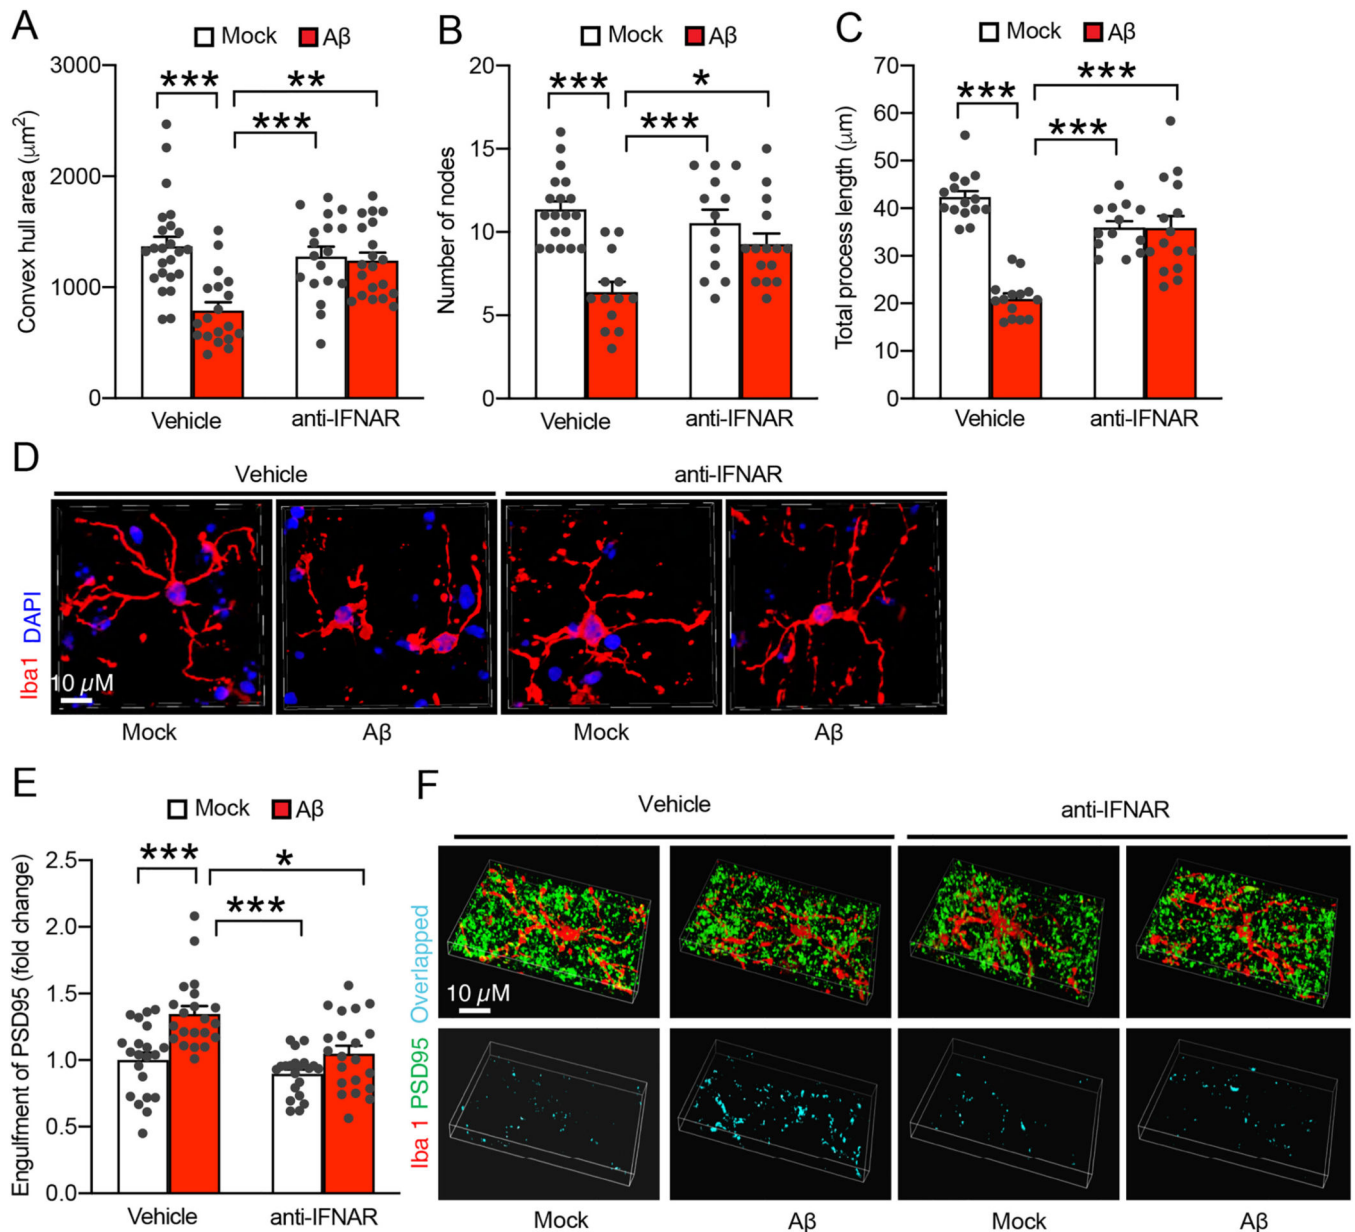 A
Mock Aβ
Convex hull area (μm²)
3000
2000
1000
0
***
**
***
Vehicle
anti-IFNAR
B
Mock Aβ
Number of nodes
20
15
10
5
0
***
*
***
Vehicle
anti-IFNAR
C
Mock Aβ
Total process length (μm)
70
60
50
40
30
20
10
0
***
***
***
Vehicle
anti-IFNAR
D
Vehicle
anti-IFNAR
Iba1 DAPI
10 µM
Mock
Aβ
Mock
Aβ
E
Mock Aβ
Engulfment of PSD95 (fold change)
2.5
2.0
1.5
1.0
0.5
0.0
***
*
***
Vehicle
anti-IFNAR
F
Vehicle
anti-IFNAR
Iba 1 PSD95 Overlapped
10 µM
Mock
Aβ
Mock
Aβ